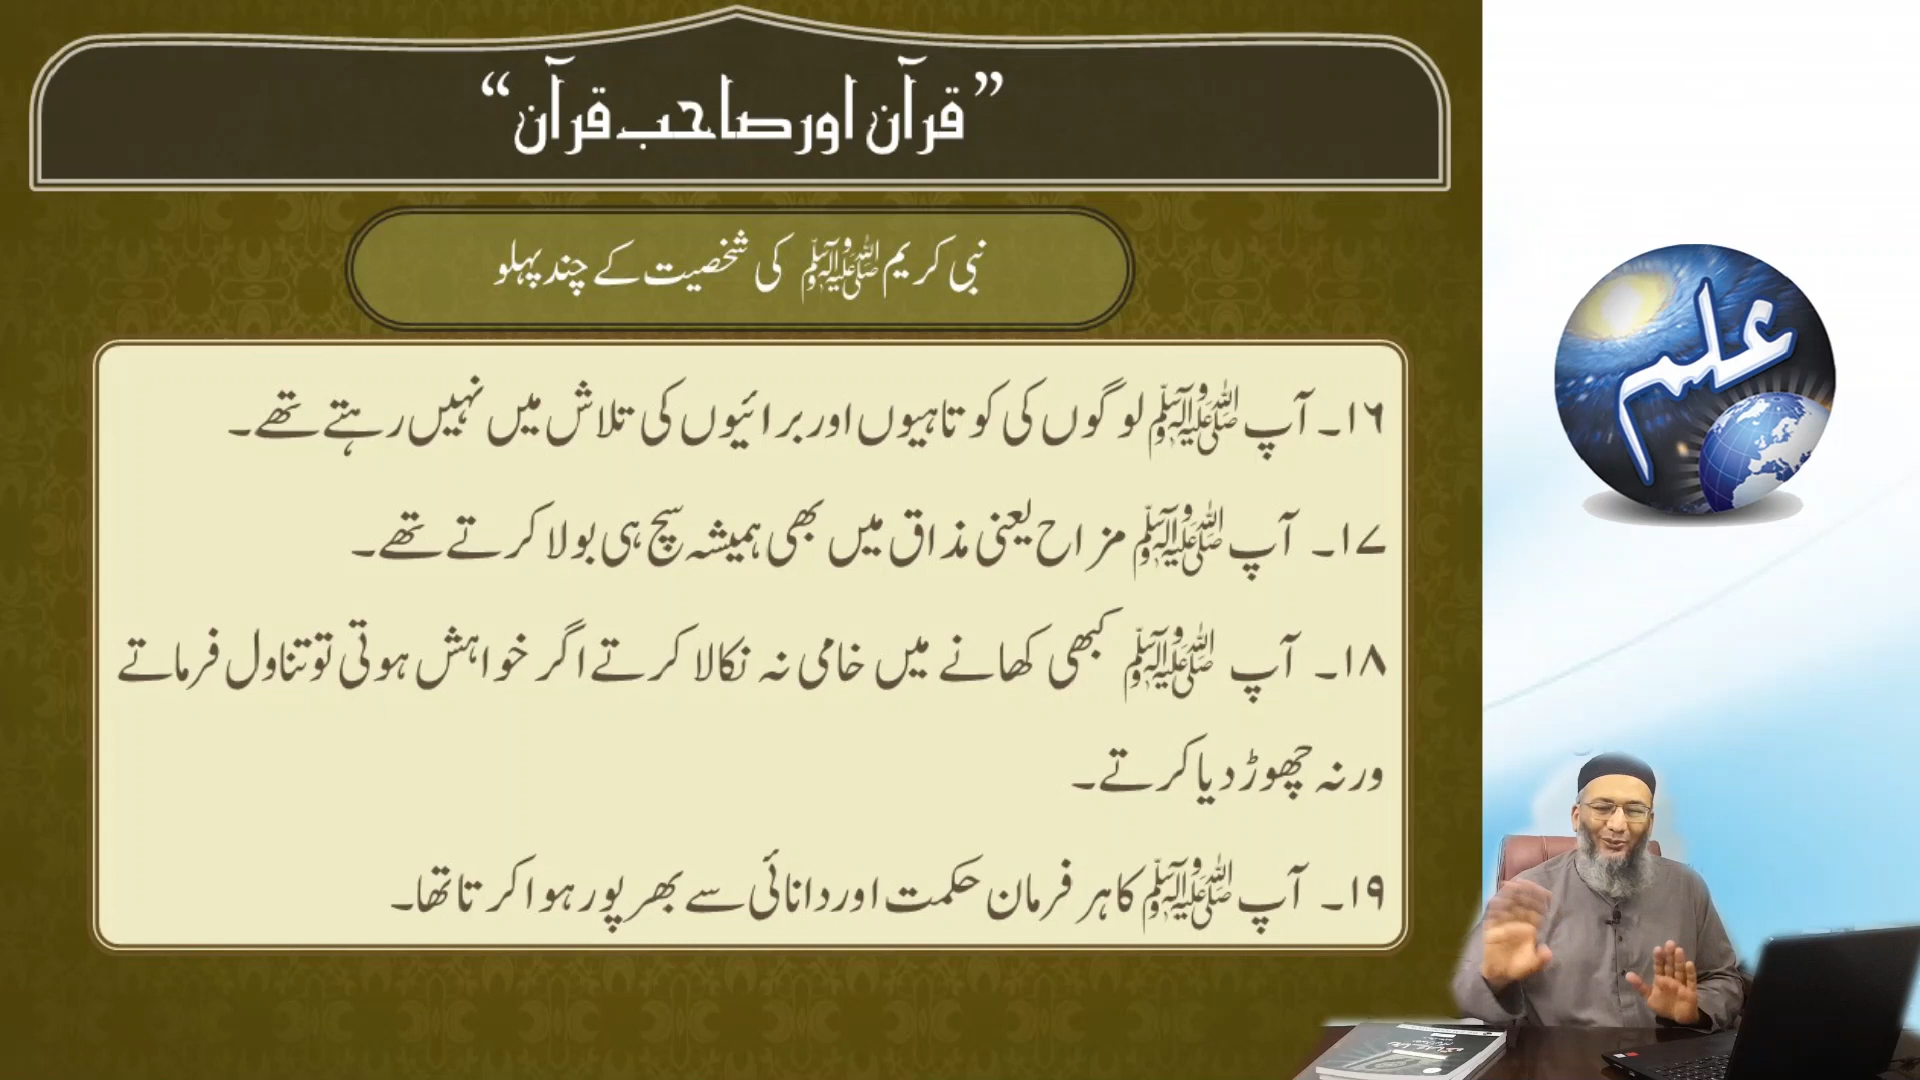 ”قرآن اور صاحب قرآن“
نبی کریم ﷺ کی شخصیت کے چند پہلو
۱۶۔ آپ ﷺ لوگوں کی کوتاہیوں اور برائیوں کی تلاش میں نہیں رہتے تھے۔
۱۷۔ آپ ﷺ مزاح یعنی مذاق میں بھی ہمیشہ سچ ہی بولا کرتے تھے۔
۱۸۔ آپ ﷺ کبھی کھانے میں خامی نہ نکالا کرتے اگر خواہش ہوتی تو تناول فرماتے
ورنہ چھوڑ دیا کرتے۔
۱۹۔ آپ ﷺ کا ہر فرمان حکمت اور دانائی سے بھرپور ہوا کرتا تھا۔
علم